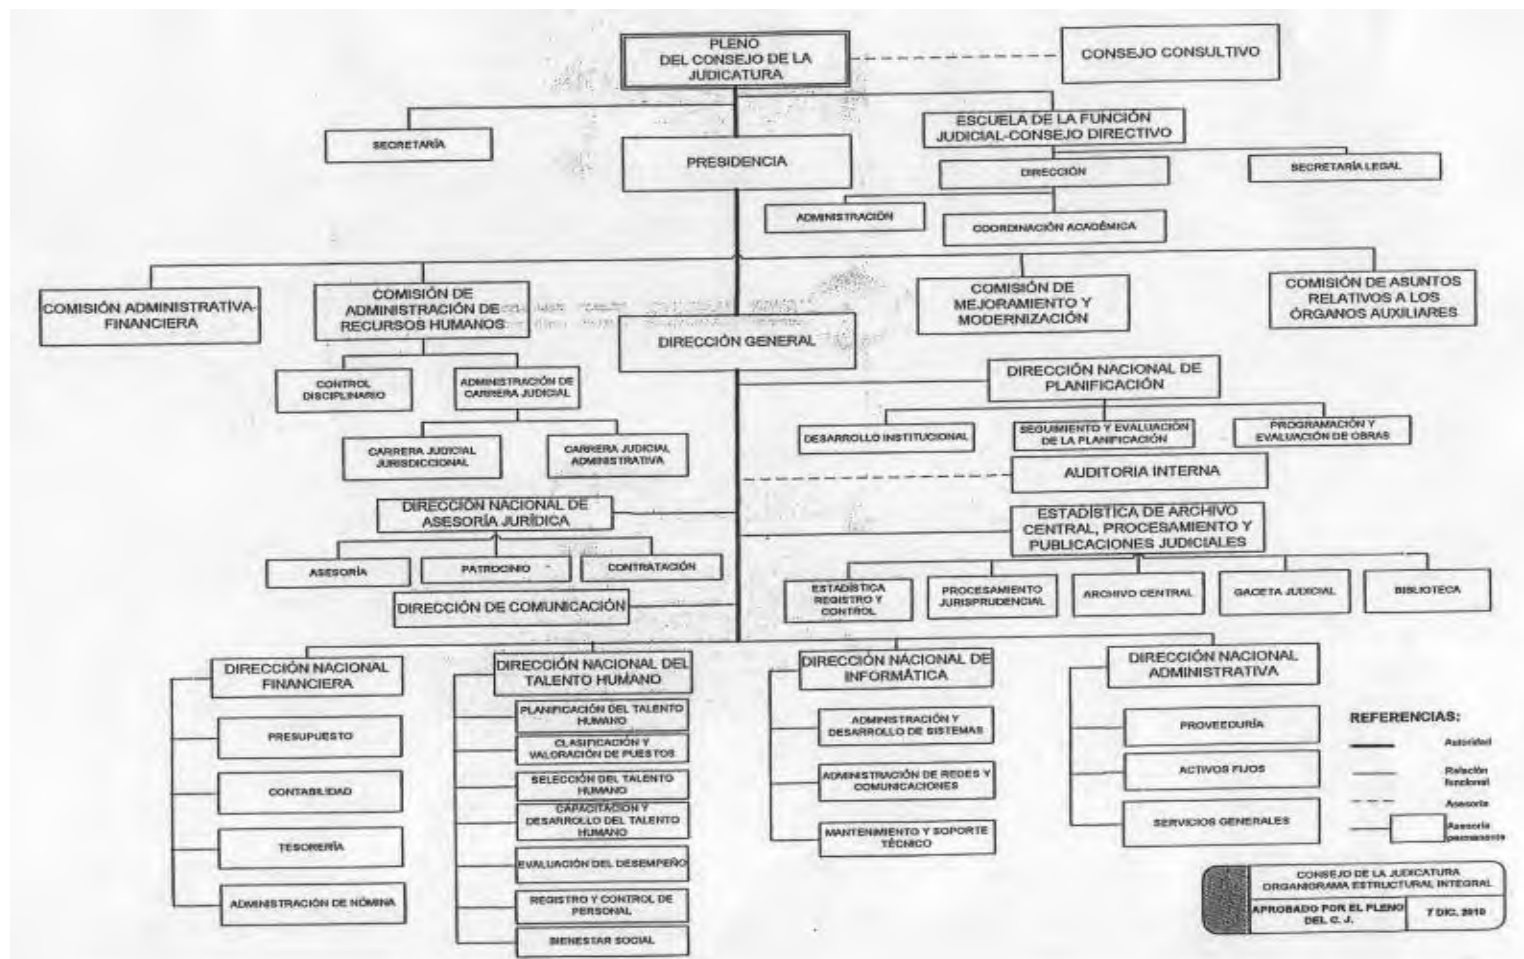 PLENO
DEL CONSEJO DE LA
JUDICATURA
CONSEJO CONSULTIVO
SECRETARÍA
ESCUELA DE LA FUNCIÓN
JUDICIAL-CONSEJO DIRECTIVO
PRESIDENCIA
DIRECCIÓN
SECRETARÍA LEGAL
ADMINISTRACIÓN
COORDINACIÓN ACADÉMICA
COMISIÓN ADMINISTRATIVA-
FINANCIERA
COMISIÓN DE
ADMINISTRACIÓN DE
RECURSOS HUMANOS
COMISIÓN DE
MEJORAMIENTO Y
MODERNIZACIÓN
COMISIÓN DE ASUNTOS
RELATIVOS A LOS
ÓRGANOS AUXILIARES
DIRECCIÓN GENERAL
CONTROL
DISCIPLINARIO
ADMINISTRACIÓN DE
CARRERA JUDICIAL
DIRECCIÓN NACIONAL DE
PLANIFICACIÓN
CARRERA JUDICIAL
JURISDICCIONAL
CARRERA JUDICIAL
ADMINISTRATIVA
DESARROLLO INSTITUCIONAL
SEGUIMIENTO Y EVALUACIÓN
DE LA PLANIFICACIÓN
PROGRAMACIÓN Y
EVALUACIÓN DE OBRAS
AUDITORIA INTERNA
DIRECCIÓN NACIONAL DE
ASESORÍA JURÍDICA
ESTADÍSTICA DE ARCHIVO
CENTRAL, PROCESAMIENTO Y
PUBLICACIONES JUDICIALES
ASESORÍA
PATROCINIO
CONTRATACIÓN
DIRECCIÓN DE COMUNICACIÓN
ESTADÍSTICA
REGISTRO Y
CONTROL
PROCESAMIENTO
JURISPRUDENCIAL
ARCHIVO CENTRAL
GACETA JUDICIAL
BIBLIOTECA
DIRECCIÓN NACIONAL
FINANCIERA
PRESUPUESTO
CONTABILIDAD
TESORERÍA
ADMINISTRACIÓN DE NÓMINA
DIRECCIÓN NACIONAL DEL
TALENTO HUMANO
PLANIFICACIÓN DEL TALENTO
HUMANO
CLASIFICACIÓN Y
VALORACIÓN DE PUESTOS
SELECCIÓN DEL TALENTO
HUMANO
CAPACITACION Y
DESARROLLO DEL TALENTO
HUMANO
EVALUACIÓN DEL DESEMPEÑO
REGISTRO Y CONTROL DE
PERSONAL
BIENESTAR SOCIAL
DIRECCIÓN NACIONAL DE
INFORMÁTICA
ADMINISTRACIÓN Y
DESARROLLO DE SISTEMAS
ADMINISTRACIÓN DE REDES Y
COMUNICACIONES
MANTENIMIENTO Y SOPORTE
TÉCNICO
DIRECCIÓN NACIONAL
ADMINISTRATIVA
PROVEEDURÍA
ACTIVOS FIJOS
SERVICIOS GENERALES
REFERENCIAS:
Autoridad
Relación
funcional
Asesoría
Asesoría
permanente
CONSEJO DE LA JUDICATURA
ORGANIGRAMA ESTRUCTURAL INTEGRAL
APROBADO POR EL PLENO
DEL C. J.
7 DIC. 2010